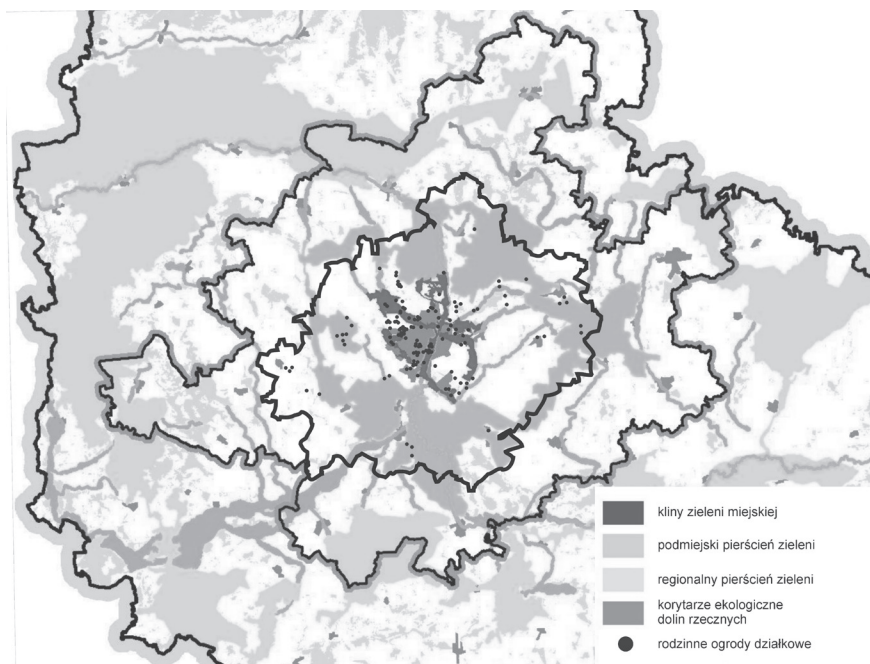 kliny zieleni miejskiej
podmiejski pierścień zieleni
regionalny pierścień zieleni
korytarze ekologiczne
dolin rzecznych
rodzinne ogrody działkowe